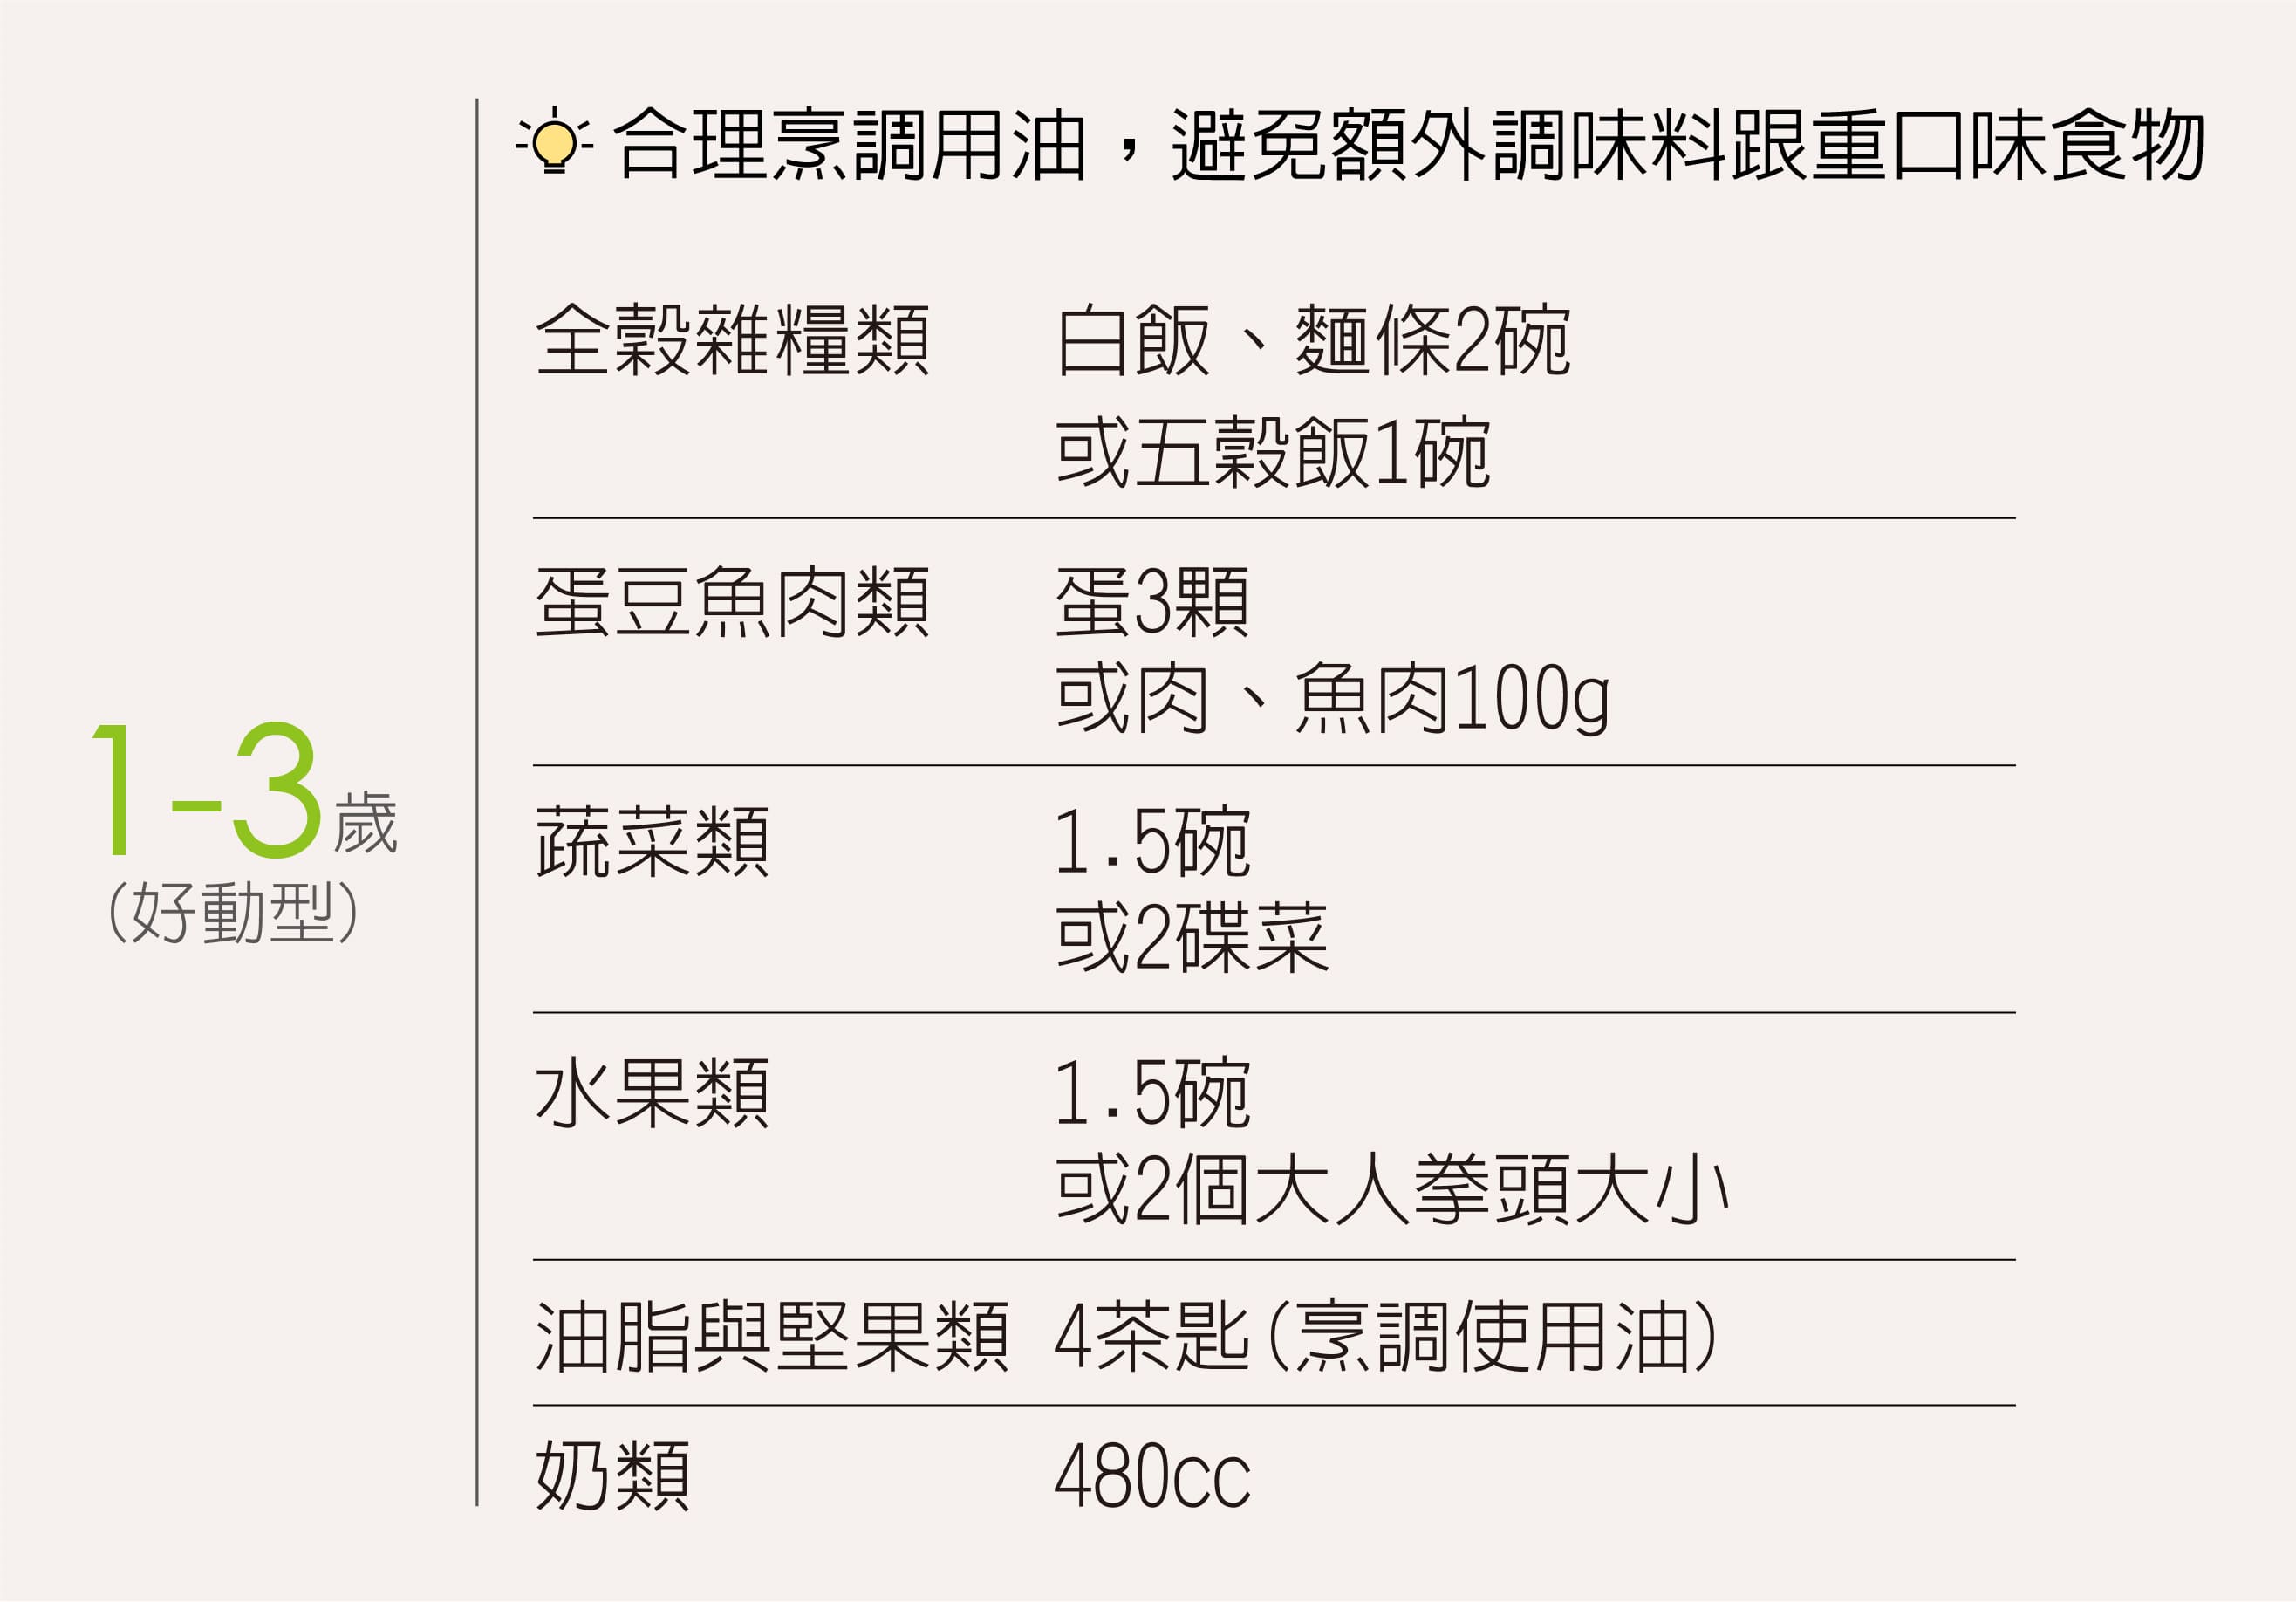 合理烹調用油，避免額外調味料跟重口味食物
1-3歲
（好動型）
全穀雜糧類 白飯、麵條2碗
或五穀飯1碗
蛋豆魚肉類 蛋3顆
或肉、魚肉100g
蔬菜類 1.5碗
或2碟菜
水果類 1.5碗
或2個大人拳頭大小
油脂與堅果類 4茶匙(烹調使用油)
奶類 480cc